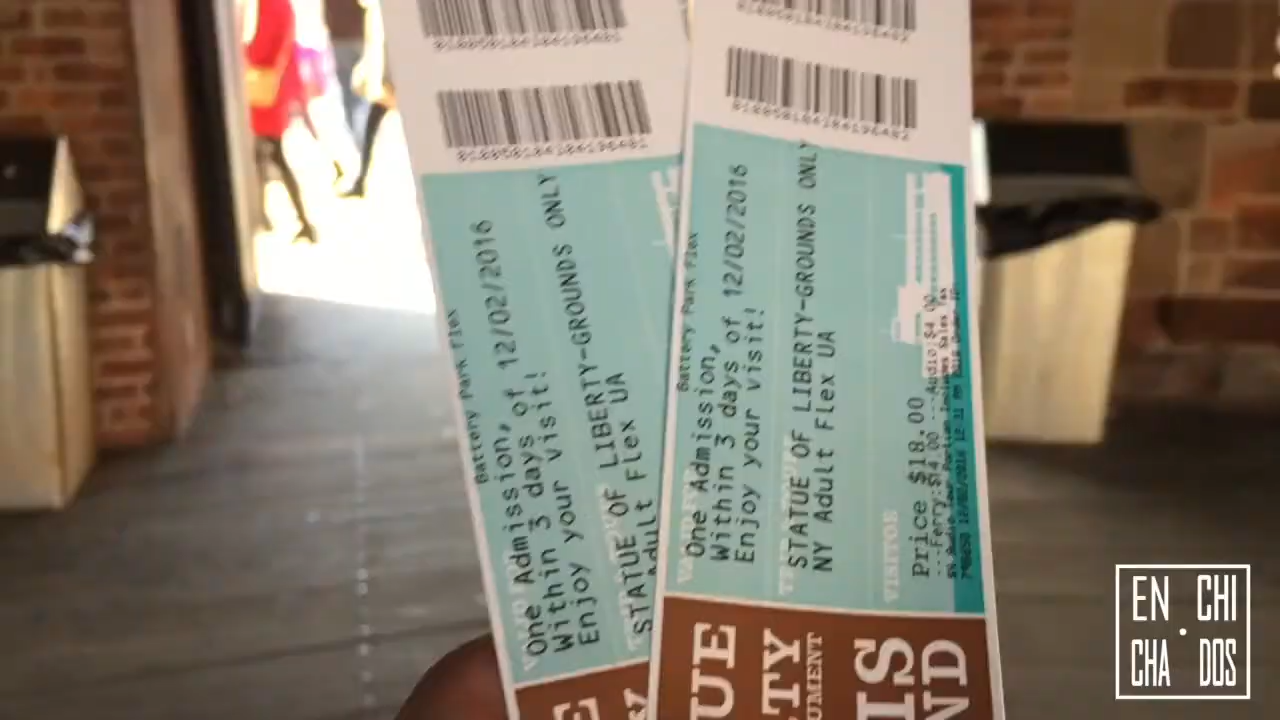 Battery Park Flex
One Admission,
Within 3 days of 12/02/2016
Enjoy your visit!
STATUE OF LIBERTY-GROUNDS ONLY
Adult Flex UA
Battery Park Flex
One Admission,
Within 3 days of 12/02/2016
Enjoy your visit!
STATUE OF LIBERTY-GROUNDS ONLY
NY Adult Flex UA
VISITOR
Price $18.00
---Ferry:$14.00 ---Audio:$4.00
UE
TY
UMENT
IS
ND
EN·CHI
CHA DOS